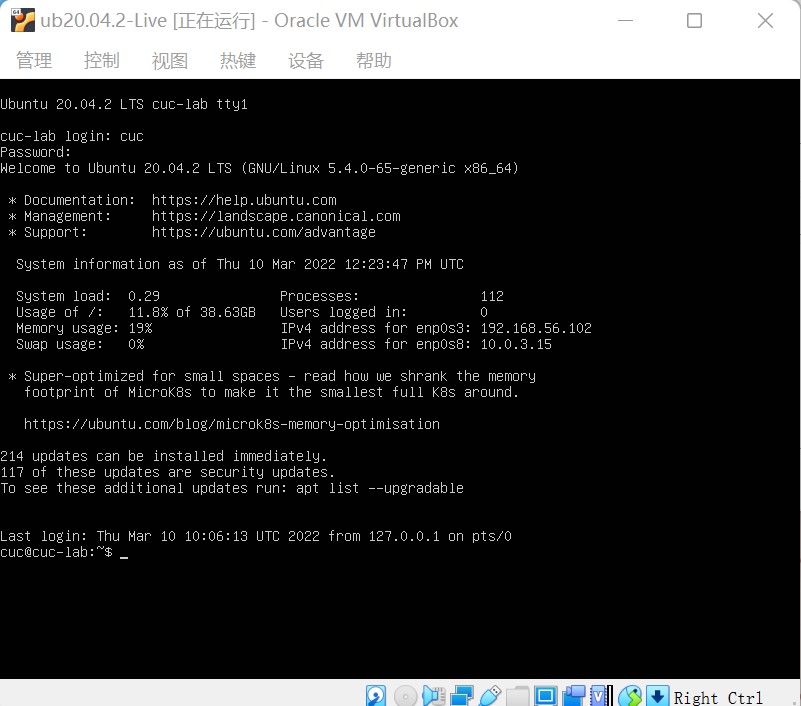 ub20.04.2-Live [正在运行] - Oracle VM VirtualBox
管理 控制 视图 热键 设备 帮助
Ubuntu 20.04.2 LTS cuc-lab tty1
cuc-lab login: cuc
Password:
Welcome to Ubuntu 20.04.2 LTS (GNU/Linux 5.4.0-65-generic x86_64)
* Documentation:  https://help.ubuntu.com
* Management:     https://landscape.canonical.com
* Support:        https://ubuntu.com/advantage
System information as of Thu 10 Mar 2022 12:23:47 PM UTC
System load:  0.29               Processes:               112
Usage of /:   11.8% of 38.63GB   Users logged in:         0
Memory usage: 19%                IPv4 address for enp0s3: 192.168.56.102
Swap usage:   0%                 IPv4 address for enp0s8: 10.0.3.15
* Super-optimized for small spaces - read how we shrank the memory
footprint of MicroK8s to make it the smallest full K8s around.
https://ubuntu.com/blog/microk8s-memory-optimisation
214 updates can be installed immediately.
117 of these updates are security updates.
To see these additional updates run: apt list --upgradable
Last login: Thu Mar 10 10:06:13 UTC 2022 from 127.0.0.1 on pts/0
cuc@cuc-lab:~$ _
Right Ctrl